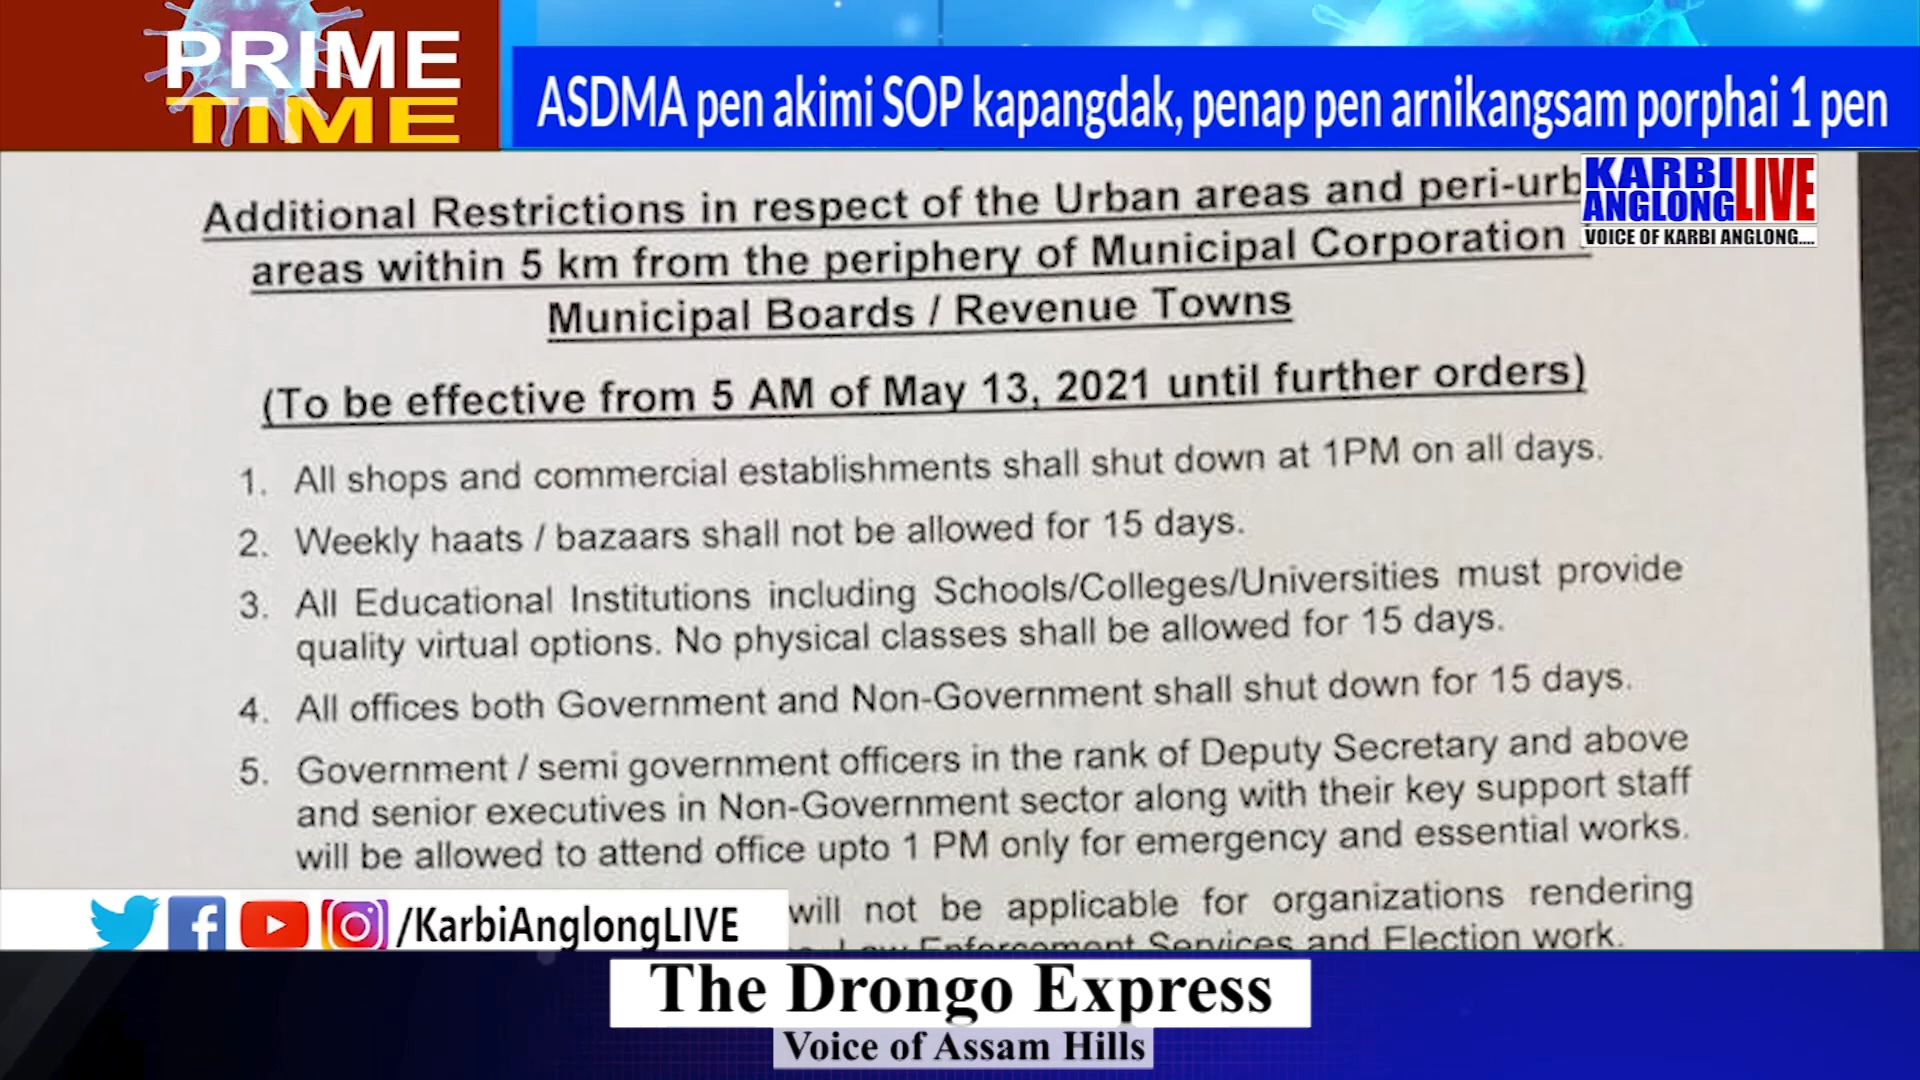 PRIME
TIME
ASDMA pen akimi SOP kapangdak, penap pen arnikangsam porphai 1 pen
KARBI
ANGLONG LIVE
VOICE OF KARBI ANGLONG....
Additional Restrictions in respect of the Urban areas and peri-urb
areas within 5 km from the periphery of Municipal Corporation
Municipal Boards / Revenue Towns
(To be effective from 5 AM of May 13, 2021 until further orders)
1. All shops and commercial establishments shall shut down at 1PM on all days.
2. Weekly haats / bazaars shall not be allowed for 15 days.
3. All Educational Institutions including Schools/Colleges/Universities must provide
quality virtual options. No physical classes shall be allowed for 15 days.
4. All offices both Government and Non-Government shall shut down for 15 days.
5. Government / semi government officers in the rank of Deputy Secretary and above
and senior executives in Non-Government sector along with their key support staff
will be allowed to attend office upto 1 PM only for emergency and essential works.
will not be applicable for organizations rendering
Law Enforcement Services and Election work.
/KarbiAnglongLIVE
The Drongo Express
Voice of Assam Hills